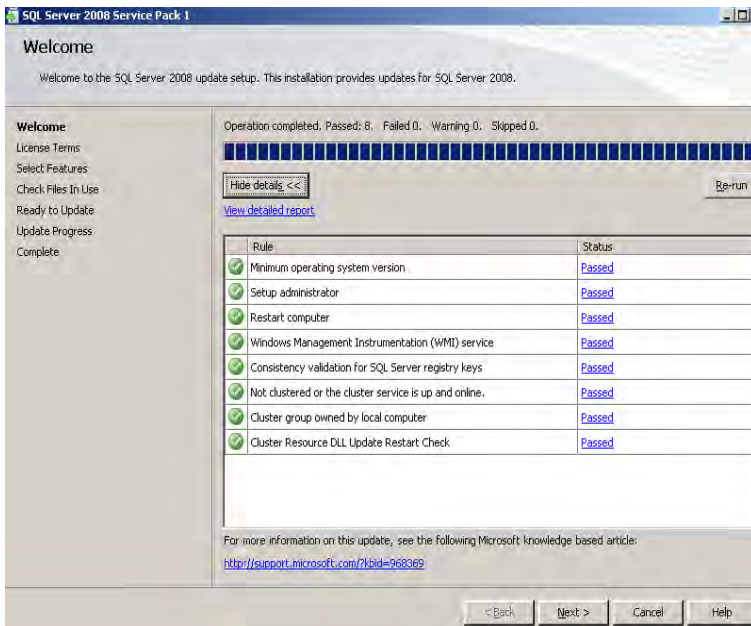 SQL Server 2008 Service Pack 1
Welcome
Welcome to the SQL Server 2008 update setup. This installation provides updates for SQL Server 2008.
Welcome
License Terms
Select Features
Check Files In Use
Ready to Update
Update Progress
Complete
Operation completed. Passed: 8. Failed 0. Warning 0. Skipped 0.
Hide details <<
Re-run
View detailed report
Rule Status
Minimum operating system version Passed
Setup administrator Passed
Restart computer Passed
Windows Management Instrumentation (WMI) service Passed
Consistency validation for SQL Server registry keys Passed
Not clustered or the cluster service is up and online. Passed
Cluster group owned by local computer Passed
Cluster Resource DLL Update Restart Check Passed
For more information on this update, see the following Microsoft knowledge based article:
http://support.microsoft.com/?kbid=968369
< Back Next > Cancel Help